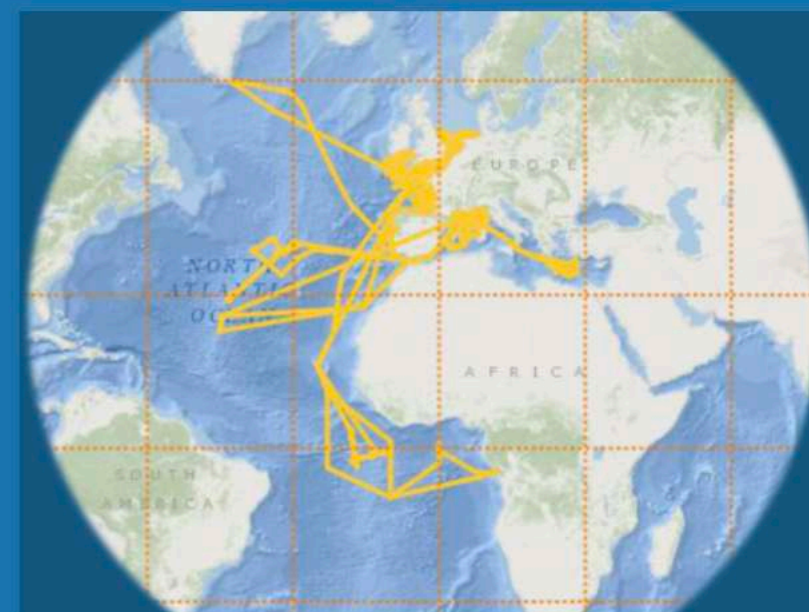 EUROPE
NORTH
ATLANTIC
OCEAN
AFRICA
SOUTH
AMERICA